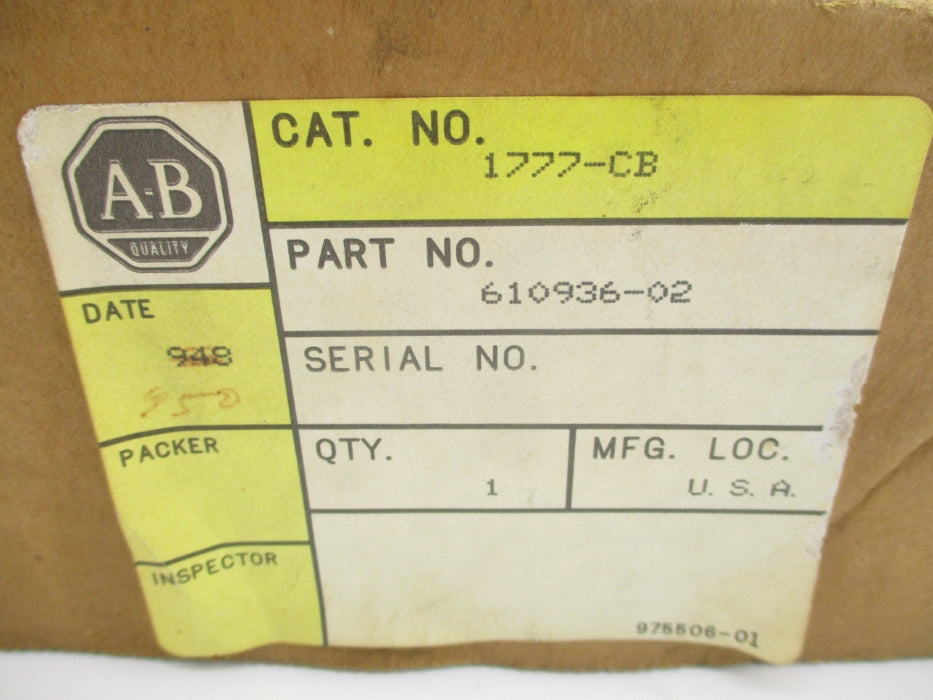 A-B
QUALITY
CAT. NO.
1777-CB
PART NO.
610936-02
DATE
948
950
SERIAL NO.
PACKER
QTY.
1
MFG. LOC.
U. S. A.
INSPECTOR
975506-01